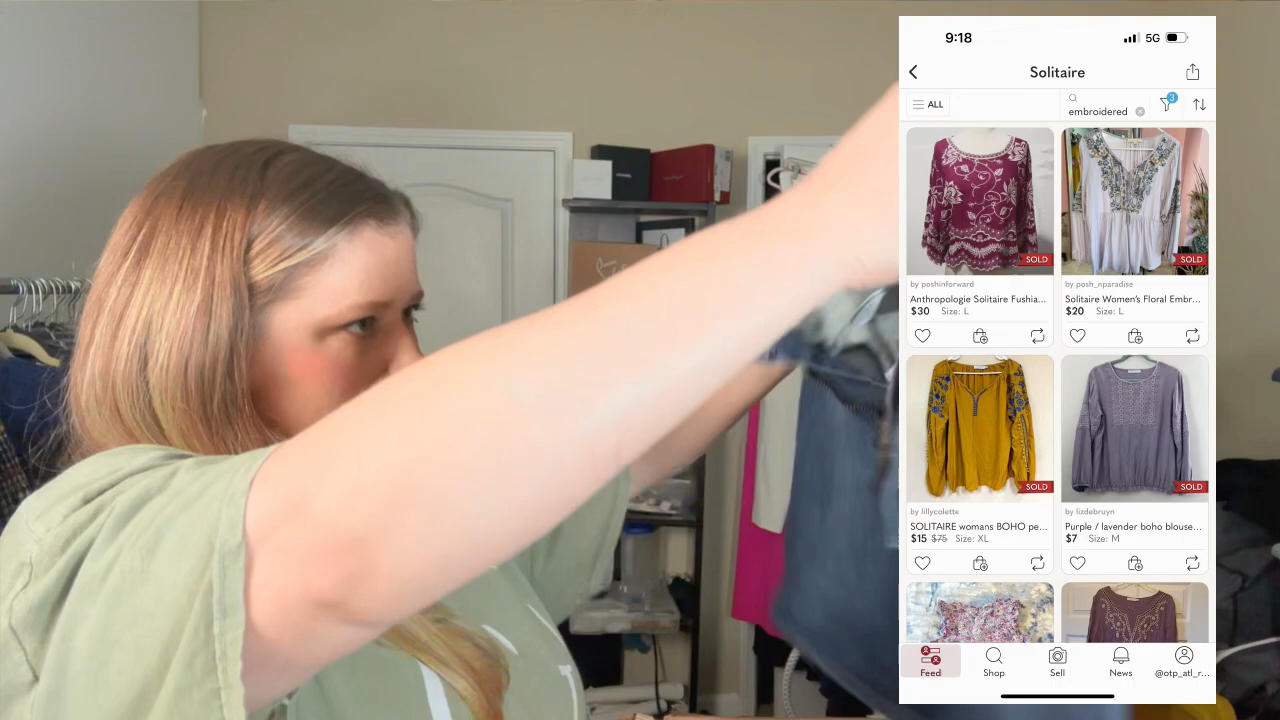 9:18
5G
Solitaire
ALL
embroidered
3
SOLD
SOLD
by poshinforward
by posh_nparadise
Anthropologie Solitaire Fushia...
Solitaire Women's Floral Embr...
$30 Size: L
$20 Size: L
SOLD
SOLD
by lillycolette
by lizdebruyn
SOLITAIRE womans BOHO pe...
Purple / lavender boho blouse...
$15 $75 Size: XL
$7 Size: M
Feed
Shop
Sell
News
@otp_atl_r...